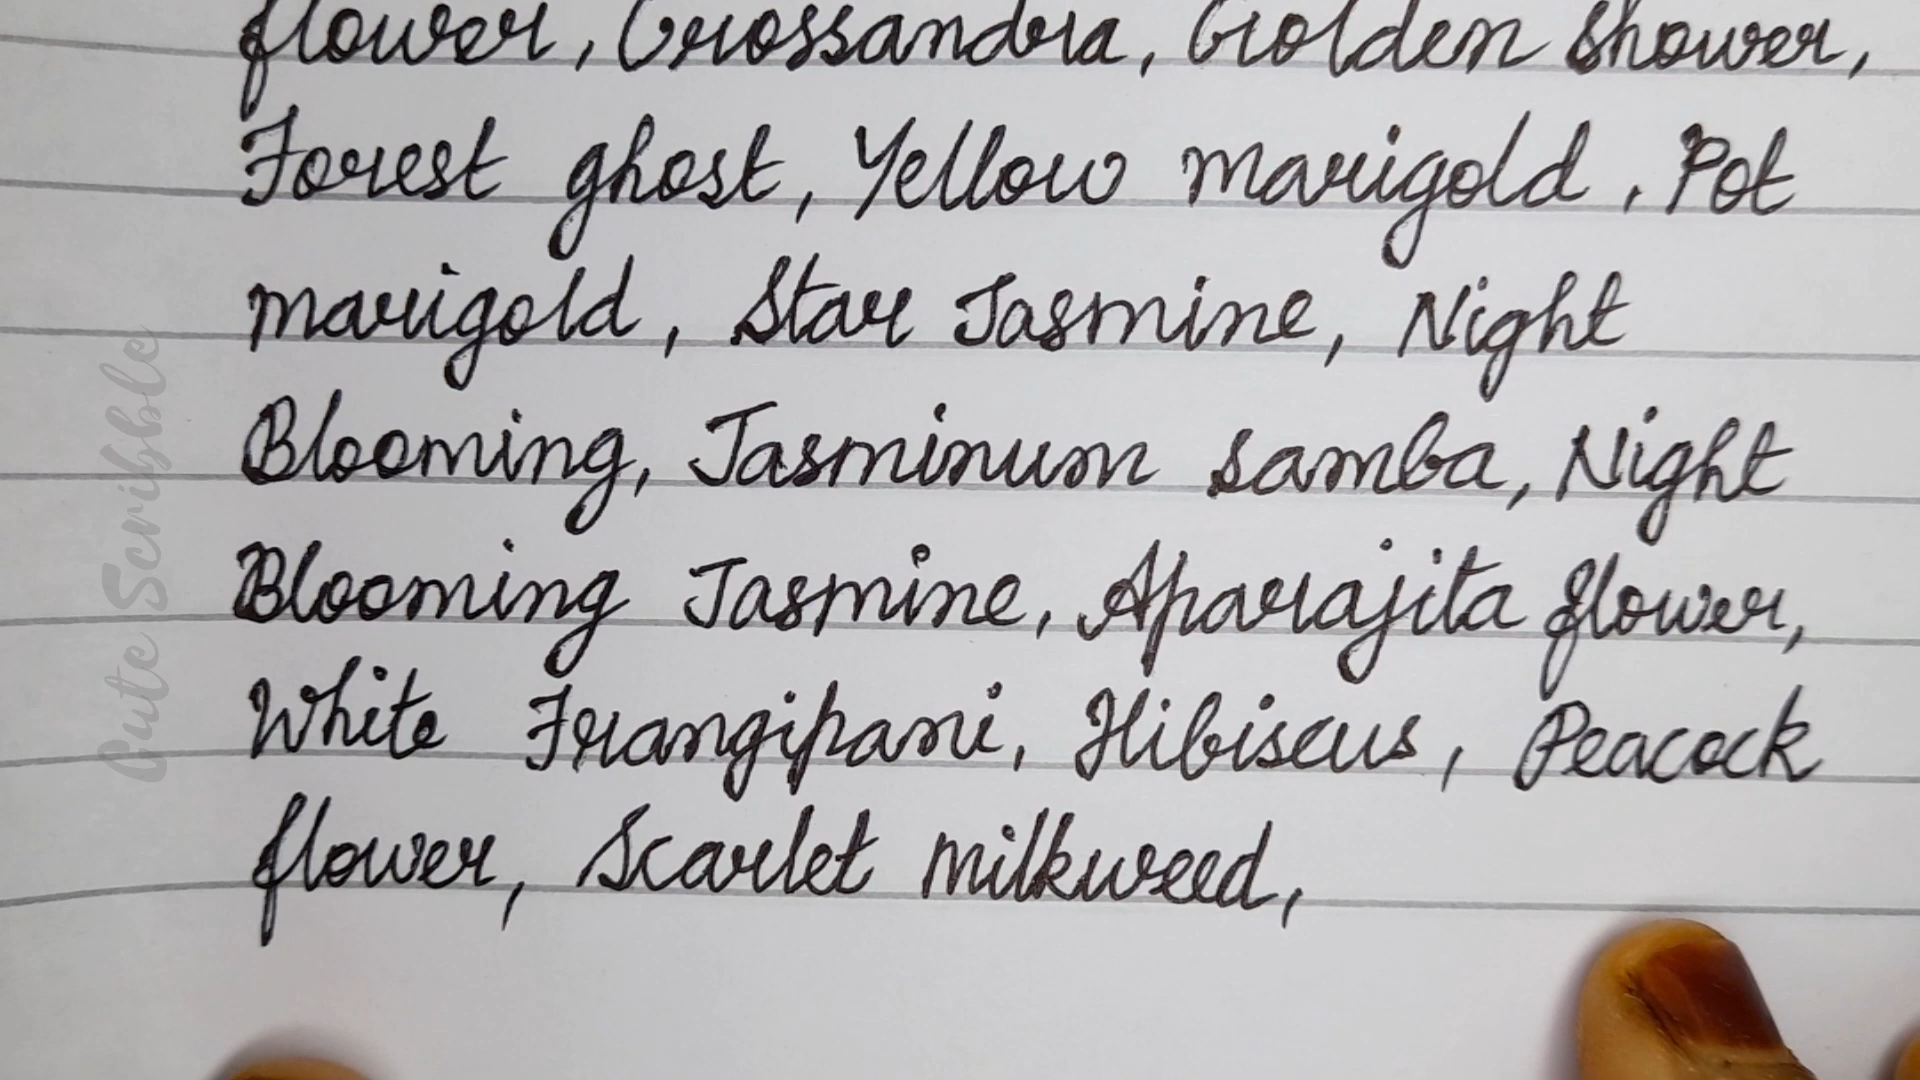 flower, Crossandra, Golden shower,
Forest ghost, Yellow marigold, Pot
marigold, Star Jasmine, Night
Blooming, Jasminum samba, Night
Blooming Jasmine, Aparajita flower,
White Frangipani, Hibiscus, Peacock
flower, Scarlet milkweed,
Cute Scribble